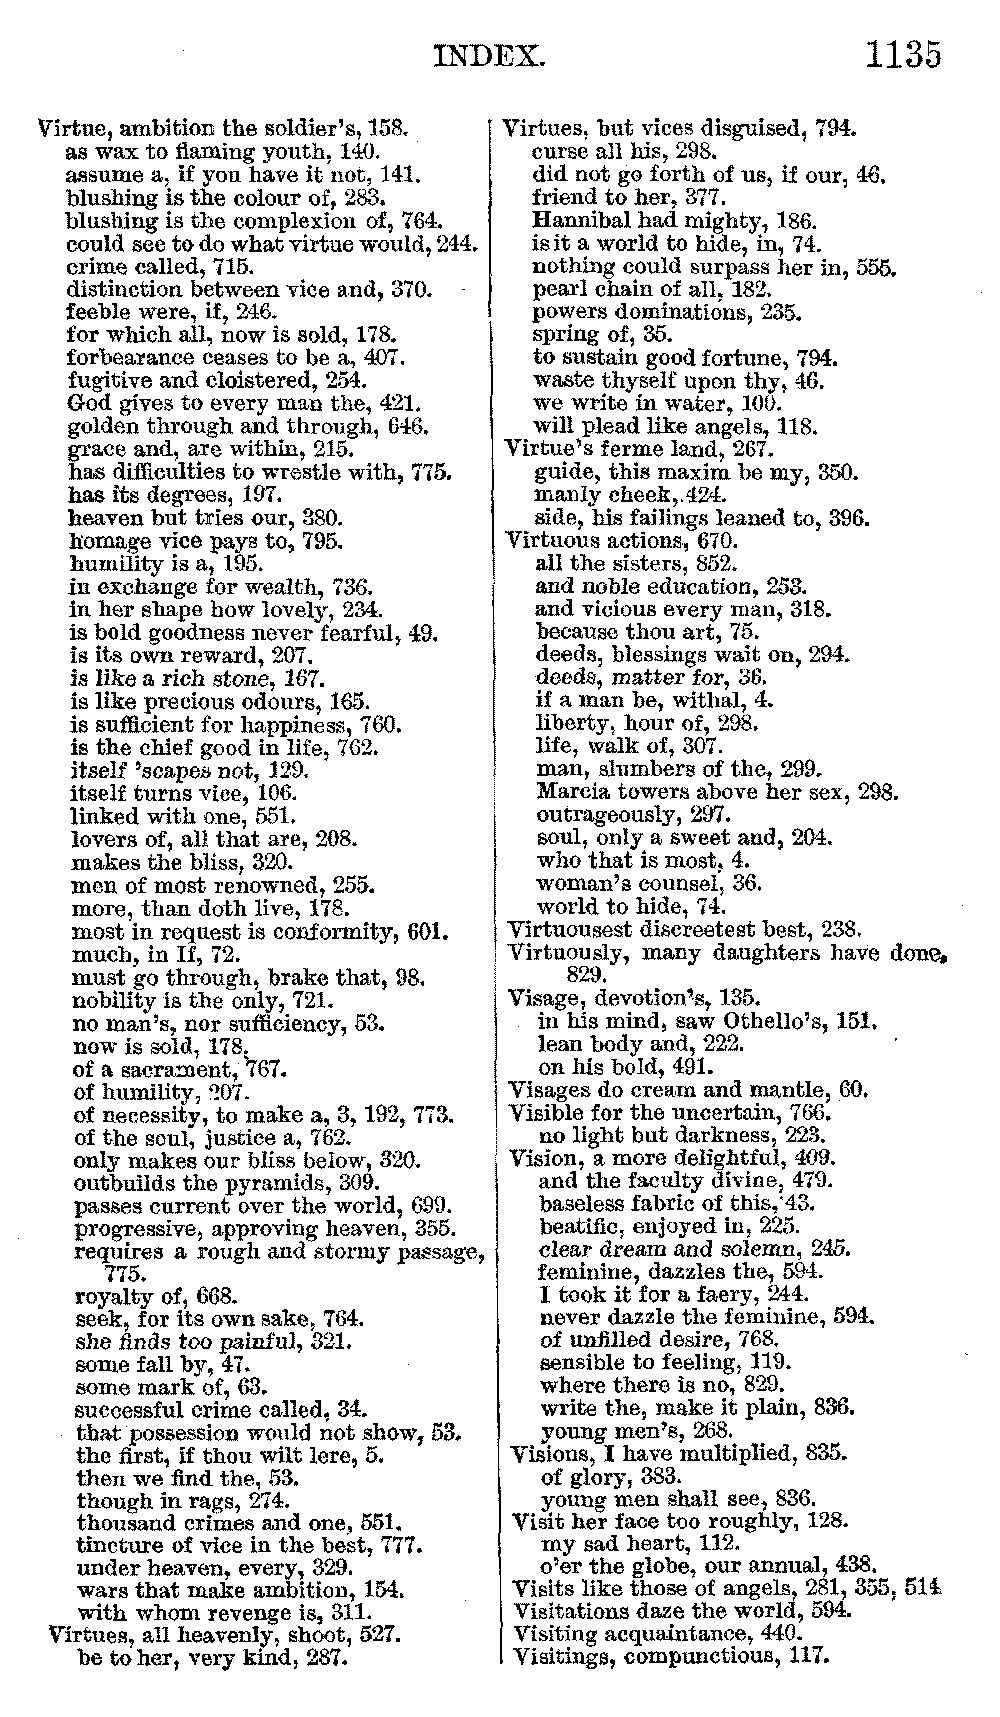 INDEX.
1135
Virtue, ambition the soldier's, 158.
as wax to flaming youth, 140.
assume a, if you have it not, 141.
blushing is the colour of, 283.
blushing is the complexion of, 764.
could see to do what virtue would, 244.
crime called, 715.
distinction between vice and, 370.
feeble were, if, 246.
for which all, now is sold, 178.
forbearance ceases to be a, 407.
fugitive and cloistered, 254.
God gives to every man the, 421.
golden through and through, 646.
grace and, are within, 215.
has difficulties to wrestle with, 775.
has its degrees, 197.
heaven but tries our, 380.
homage vice pays to, 795.
humility is a, 195.
in exchange for wealth, 736.
in her shape how lovely, 234.
is bold goodness never fearful, 49.
is its own reward, 207.
is like a rich stone, 167.
is like precious odours, 165.
is sufficient for happiness, 760.
is the chief good in life, 762.
itself 'scapes not, 129.
itself turns vice, 106.
linked with one, 551.
lovers of, all that are, 208.
makes the bliss, 320.
men of most renowned, 255.
more, than doth live, 178.
most in request is conformity, 601.
much, in If, 72.
must go through, brake that, 98.
nobility is the only, 721.
no man's, nor sufficiency, 53.
now is sold, 178.
of a sacrament, 767.
of humility, 207.
of necessity, to make a, 3, 192, 773.
of the soul, justice a, 762.
only makes our bliss below, 320.
outbuilds the pyramids, 309.
passes current over the world, 699.
progressive, approving heaven, 355.
requires a rough and stormy passage,
775.
royalty of, 668.
seek, for its own sake, 764.
she finds too painful, 321.
some fall by, 47.
some mark of, 63.
successful crime called, 34.
that possession would not show, 53.
the first, if thou wilt lere, 5.
then we find the, 53.
though in rags, 274.
thousand crimes and one, 551.
tincture of vice in the best, 777.
under heaven, every, 329.
wars that make ambition, 154.
with whom revenge is, 311.
Virtues, all heavenly, shoot, 527.
be to her, very kind, 287.
Virtues, but vices disguised, 794.
curse all his, 298.
did not go forth of us, if our, 46.
friend to her, 377.
Hannibal had mighty, 186.
is it a world to hide, in, 74.
nothing could surpass her in, 555.
pearl chain of all, 182.
powers dominations, 235.
spring of, 35.
to sustain good fortune, 794.
waste thyself upon thy, 46.
we write in water, 100.
will plead like angels, 118.
Virtue's ferme land, 267.
guide, this maxim be my, 350.
manly cheek, 424.
side, his failings leaned to, 396.
Virtuous actions, 670.
all the sisters, 852.
and noble education, 253.
and vicious every man, 318.
because thou art, 75.
deeds, blessings wait on, 294.
deeds, matter for, 36.
if a man be, withal, 4.
liberty, hour of, 298.
life, walk of, 307.
man, slumbers of the, 299.
Marcia towers above her sex, 298.
outrageously, 297.
soul, only a sweet and, 204.
who that is most, 4.
woman's counsel, 36.
world to hide, 74.
Virtuousest discreetest best, 238.
Virtuously, many daughters have done,
829.
Visage, devotion's, 135.
in his mind, saw Othello's, 151.
lean body and, 222.
on his bold, 491.
Visages do cream and mantle, 60.
Visible for the uncertain, 766.
no light but darkness, 223.
Vision, a more delightful, 409.
and the faculty divine, 479.
baseless fabric of this, 43.
beatific, enjoyed in, 225.
clear dream and solemn, 245.
feminine, dazzles the, 594.
I took it for a faery, 244.
never dazzle the feminine, 594.
of unfilled desire, 768.
sensible to feeling, 119.
where there is no, 829.
write the, make it plain, 836.
young men's, 268.
Visions, I have multiplied, 835.
of glory, 383.
young men shall see, 836.
Visit her face too roughly, 128.
my sad heart, 112.
o'er the globe, our annual, 438.
Visits like those of angels, 281, 355, 514
Visitations daze the world, 594.
Visiting acquaintance, 440.
Visitings, compunctious, 117.